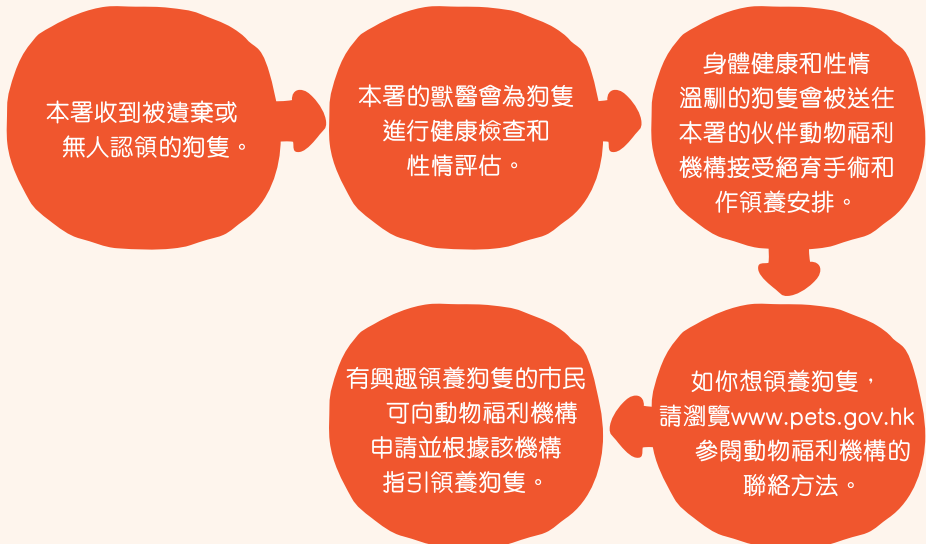 本署收到被遺棄或
無人認領的狗隻。
本署的獸醫會為狗隻
進行健康檢查和
性情評估。
身體健康和性情
溫馴的狗隻會被送往
本署的伙伴動物福利
機構接受絕育手術和
作領養安排。
如你想領養狗隻，
請瀏覽www.pets.gov.hk
參閱動物福利機構的
聯絡方法。
有興趣領養狗隻的市民
可向動物福利機構
申請並根據該機構
指引領養狗隻。